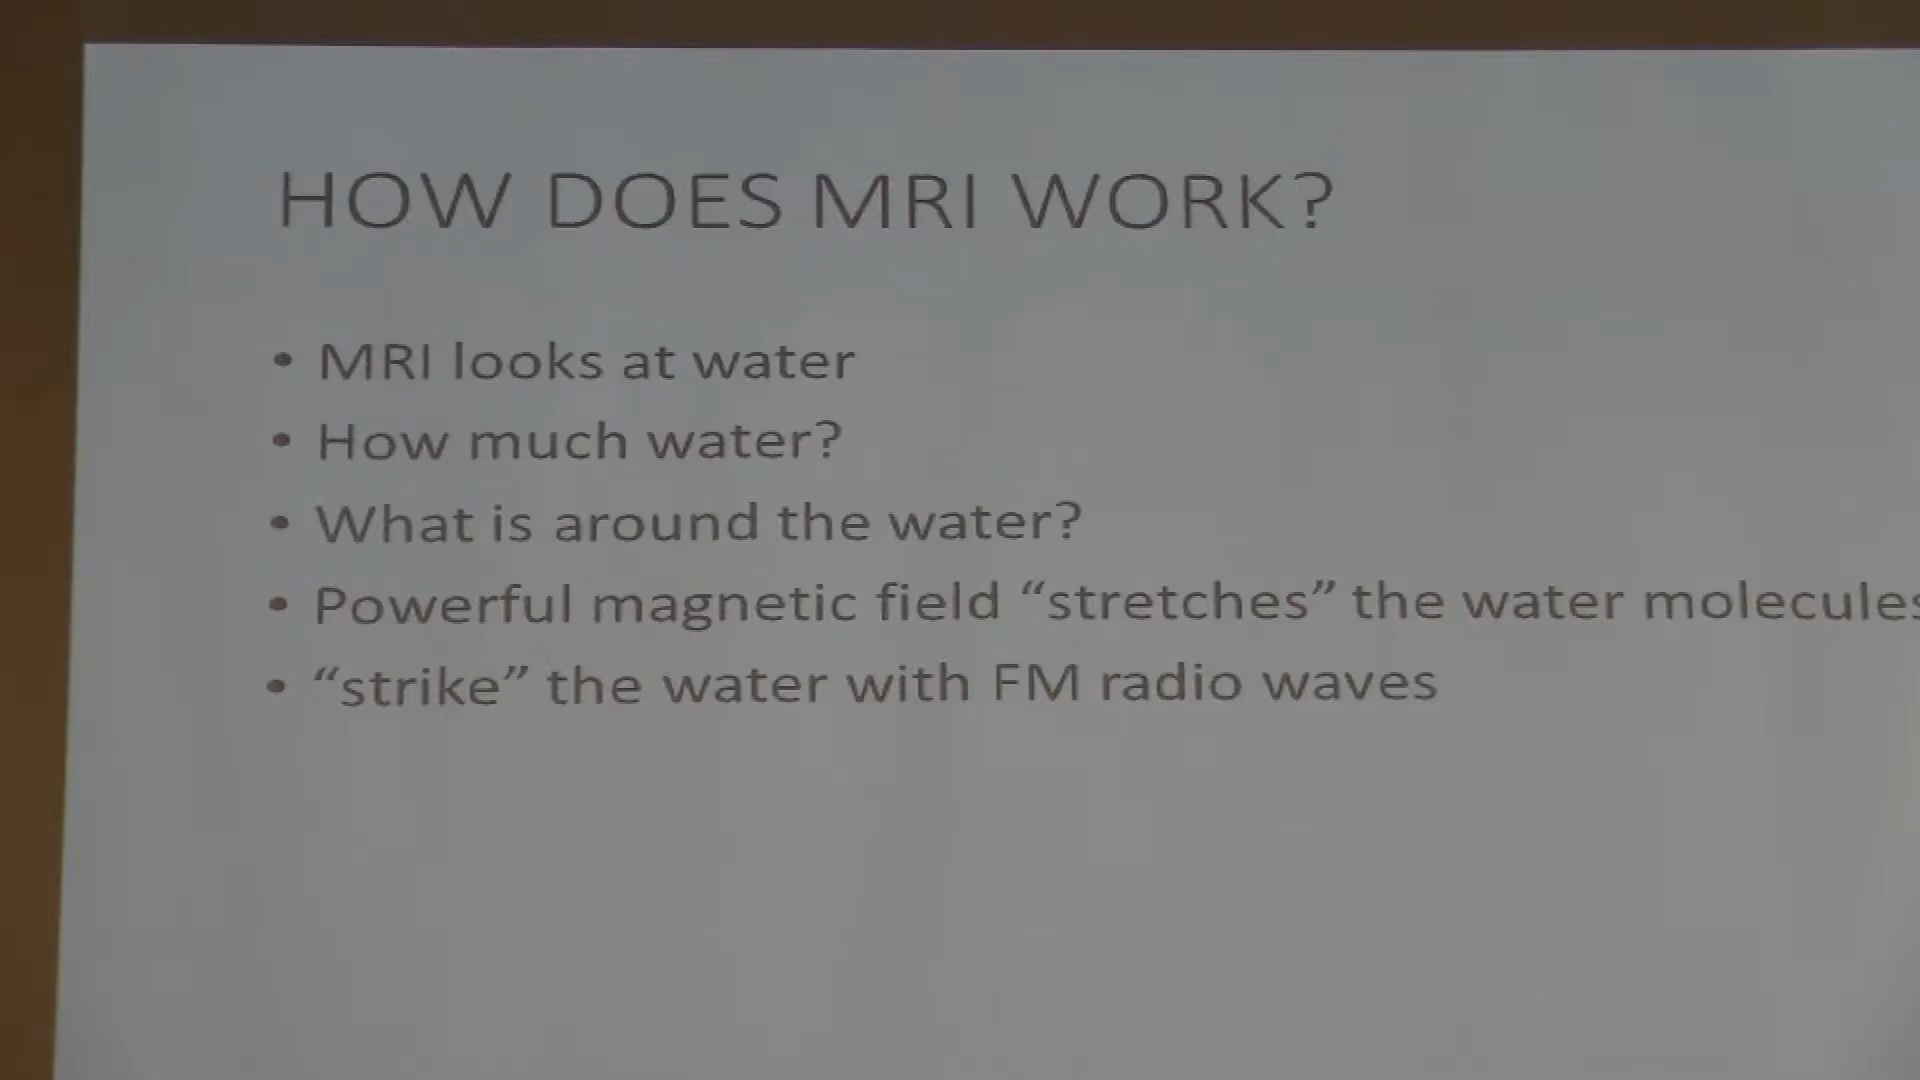 HOW DOES MRI WORK?
• MRI looks at water
• How much water?
• What is around the water?
• Powerful magnetic field “stretches” the water molecules
• “strike” the water with FM radio waves